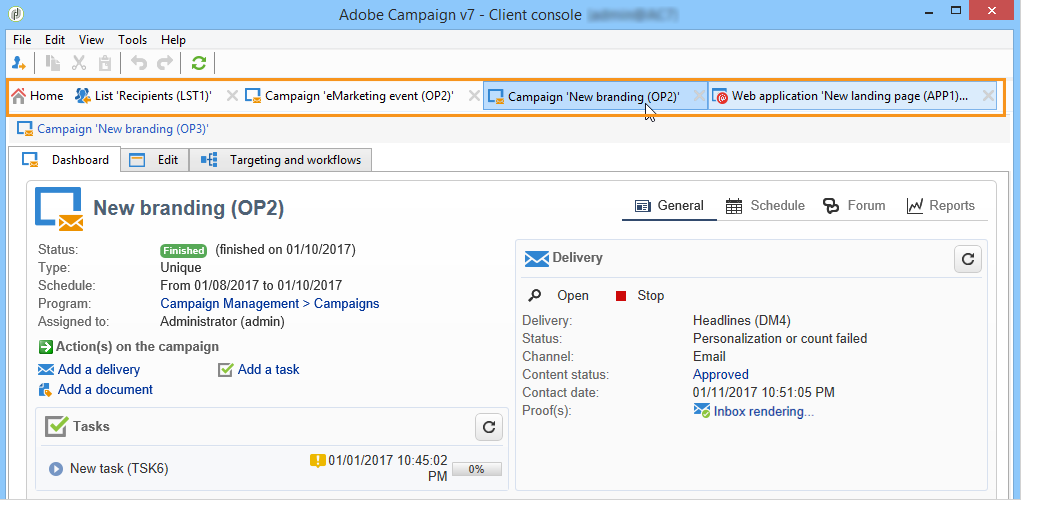 Adobe Campaign v7 - Client console
File Edit View Tools Help
Home List 'Recipients (LST1)' Campaign 'eMarketing event (OP2)' Campaign 'New branding (OP2)' Web application 'New landing page (APP1)...
Campaign 'New branding (OP3)'
Dashboard Edit Targeting and workflows
New branding (OP2)
General Schedule Forum Reports
Status: Finished (finished on 01/10/2017)
Type: Unique
Schedule: From 01/08/2017 to 01/10/2017
Program: Campaign Management > Campaigns
Assigned to: Administrator (admin)
Action(s) on the campaign
Add a delivery Add a task
Add a document
Tasks
New task (TSK6) 01/01/2017 10:45:02
PM 0%
Delivery
Open Stop
Delivery: Headlines (DM4)
Status: Personalization or count failed
Channel: Email
Content status: Approved
Contact date: 01/11/2017 10:51:05 PM
Proof(s): Inbox rendering...